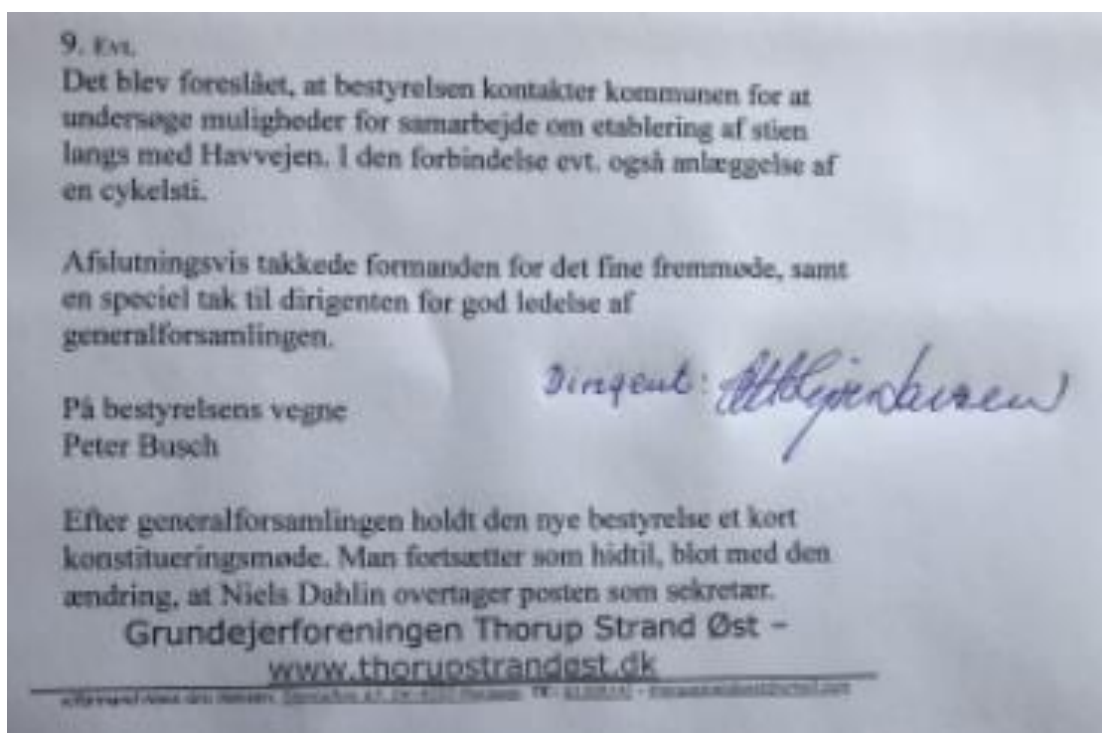 9. Evt.
Det blev foreslået, at bestyrelsen kontakter kommunen for at
undersøge muligheder for samarbejde om etablering af stien
langs med Havvejen. I den forbindelse evt. også anlæggelse af
en cykelsti.
Afslutningsvis takkede formanden for det fine fremmøde, samt
en speciel tak til dirigenten for god ledelse af
generalforsamlingen.
Dirigent:
På bestyrelsens vegne
Peter Busch
Efter generalforsamlingen holdt den nye bestyrelse et kort
konstitueringsmøde. Man fortsætter som hidtil, blot med den
ændring, at Niels Dahlin overtager posten som sekretær.
Grundejerforeningen Thorup Strand Øst –
www.thorupstrandøst.dk